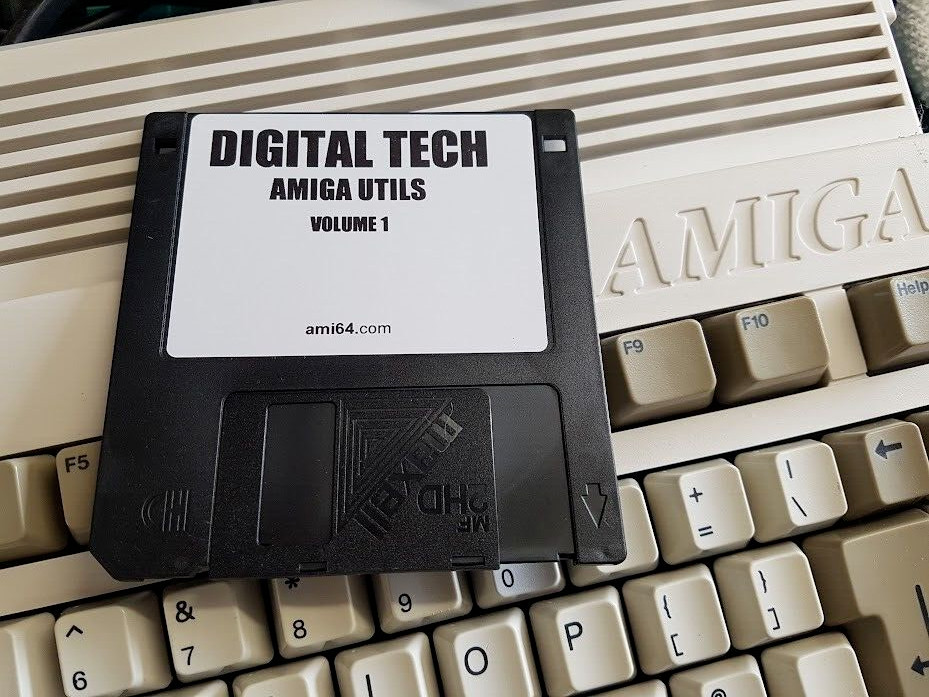 DIGITAL TECH
AMIGA UTILS
VOLUME 1
ami64.com
AMIGA
F9
F10
Help
F5
maxell
MF
2HD
HD
+
=
|
\
←
^
6
&
7
*
8
9
0
{
[
}
]
I
O
P